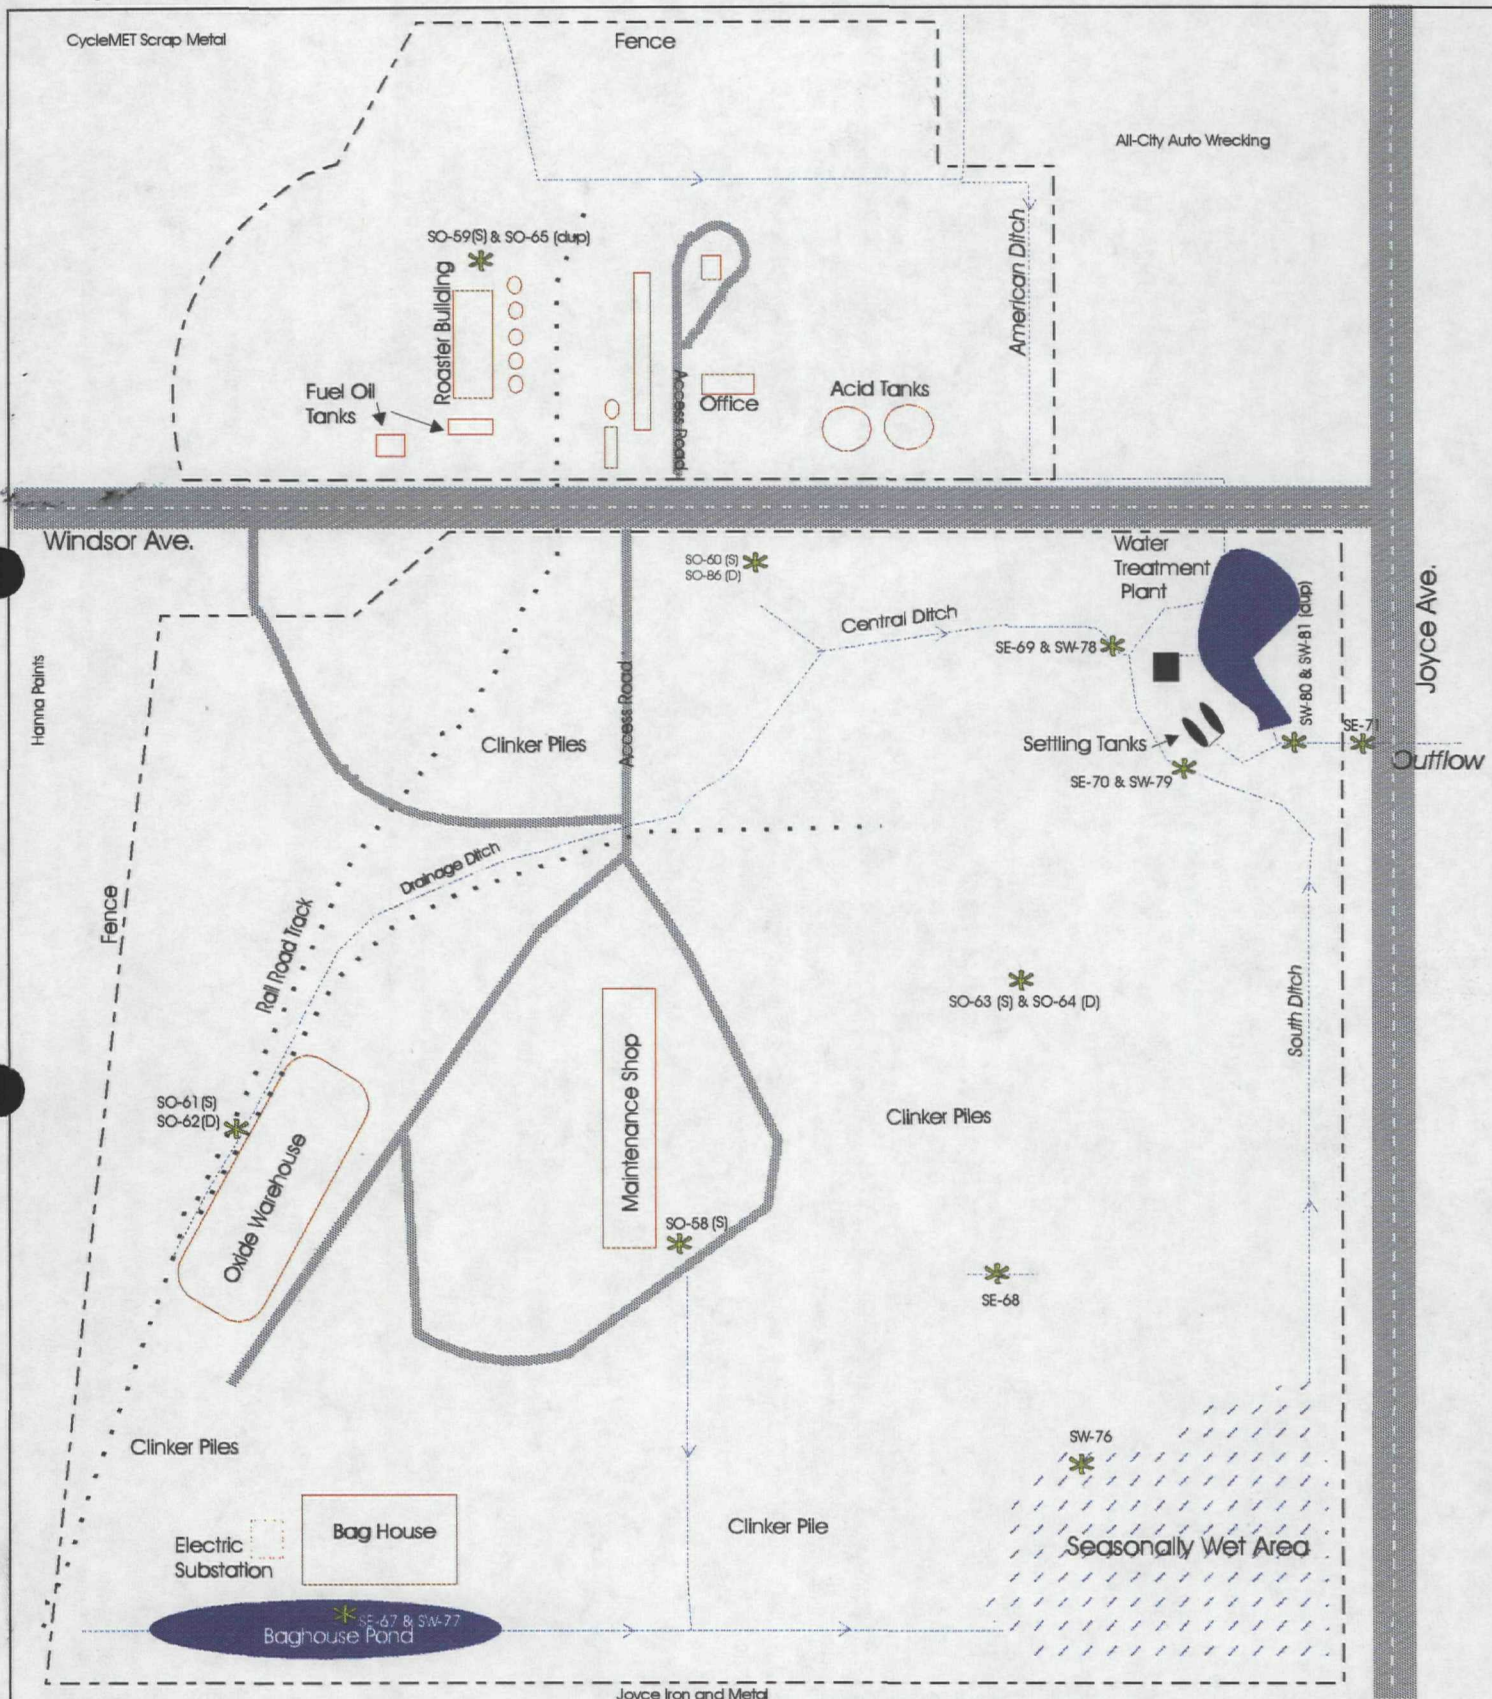 CycleMET Scrap Metal
Fence
All-City Auto Wrecking
SO-59(S) & SO-65 (dup)
Roaster Building
American Ditch
Fuel Oil
Tanks
Access Road
Office
Acid Tanks
Windsor Ave.
SO-60 (S)
SO-86 (D)
Water
Treatment
Plant
Joyce Ave.
Central Ditch
SE-69 & SW-78
SW-80 & SW-81 (dup)
Hanna Paints
Access Road
Clinker Piles
Settling Tanks
SE-71
Outflow
SE-70 & SW-79
Drainage Ditch
Fence
Rail Road Track
SO-63 (S) & SO-64 (D)
South Ditch
SO-61 (S)
SO-62(D)
Maintenance Shop
Clinker Piles
Oxide Warehouse
SO-58 (S)
SE-68
SW-76
Clinker Piles
Electric
Substation
Bag House
Clinker Pile
Seasonally Wet Area
SE-67 & SW-77
Baghouse Pond
Joyce Iron and Metal